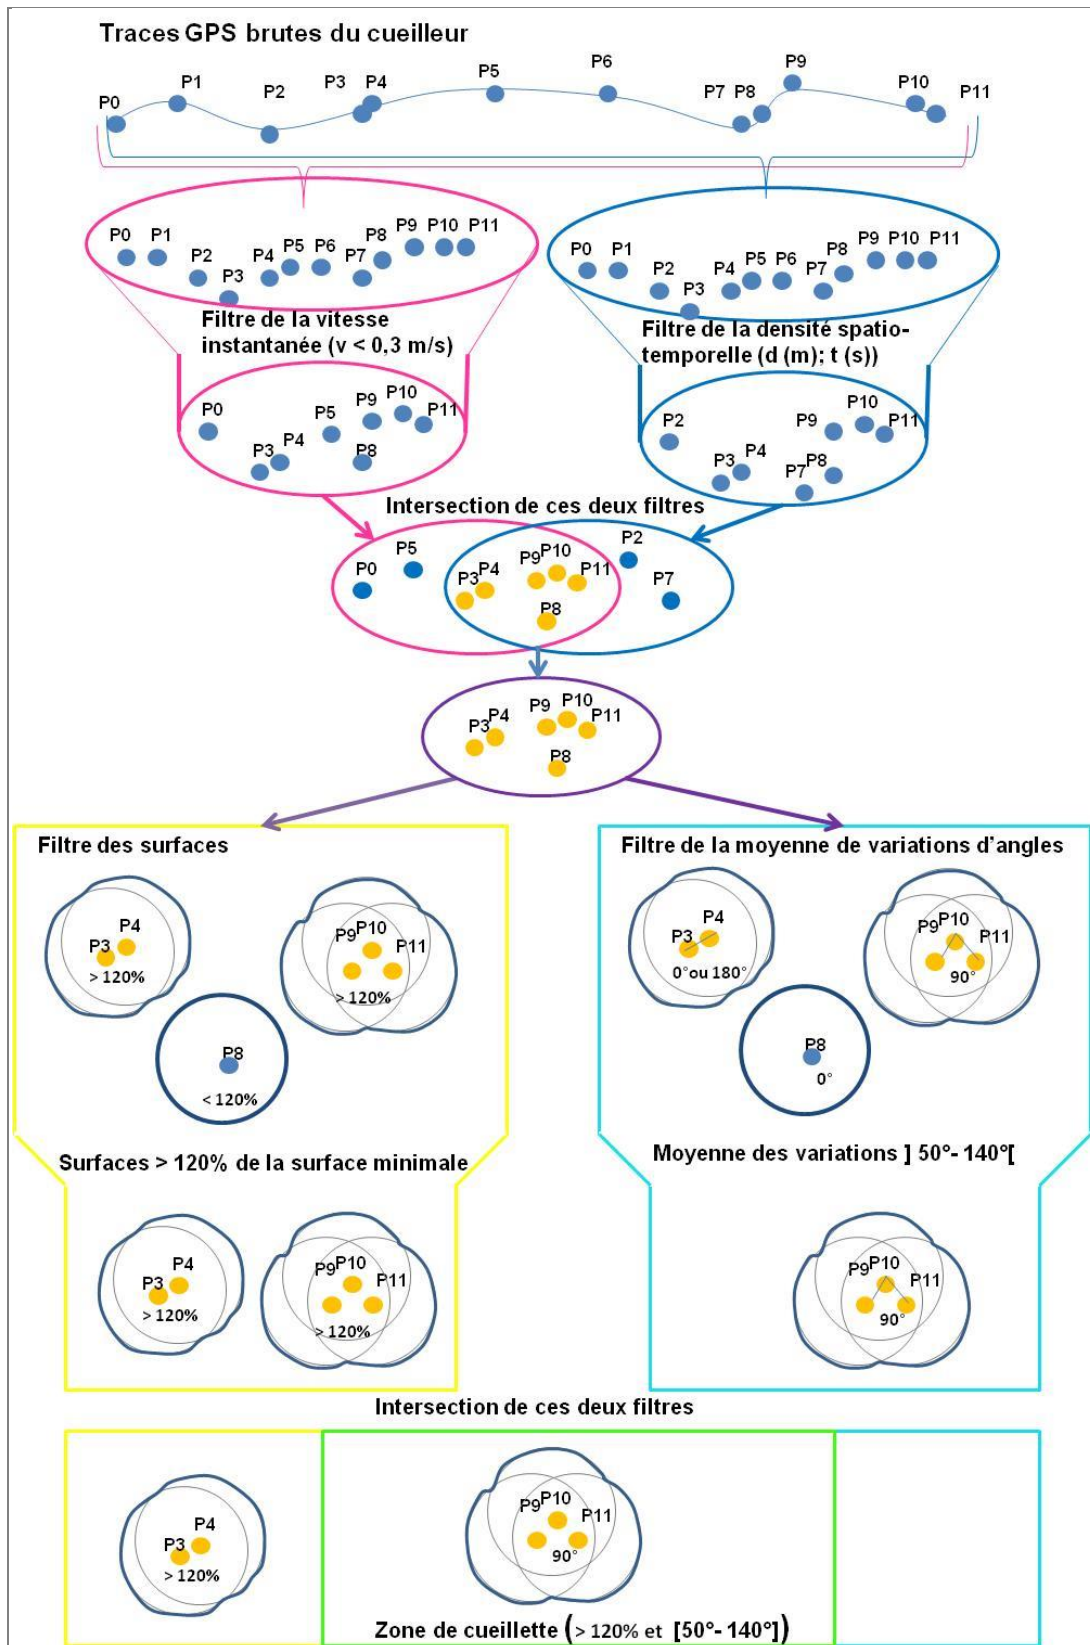 Traces GPS brutes du cueilleur
P0 P1 P2 P3 P4 P5 P6 P7 P8 P9 P10 P11
P0 P1 P2 P3 P4 P5 P6 P7 P8 P9 P10 P11
Filtre de la vitesse
instantanée (v < 0,3 m/s)
P0 P1 P2 P3 P4 P5 P6 P7 P8 P9 P10 P11
Filtre de la densité spatio-
temporelle (d (m); t (s))
P0 P3 P4 P5 P8 P9 P10 P11
P2 P3 P4 P7 P8 P9 P10 P11
Intersection de ces deux filtres
P0 P5 P3 P4 P9 P10 P11 P8 P2 P7
P3 P4 P9 P10 P11 P8
Filtre des surfaces
P3 P4
> 120%
P9 P10 P11
> 120%
P8
< 120%
Surfaces > 120% de la surface minimale
P3 P4
> 120%
P9 P10 P11
> 120%
Filtre de la moyenne de variations d'angles
P3 P4
0°ou 180°
P9 P10 P11
90°
P8
0°
Moyenne des variations ] 50°- 140°[
P9 P10 P11
90°
Intersection de ces deux filtres
P3 P4
> 120%
P9 P10 P11
90°
Zone de cueillette (> 120% et [50°- 140°])